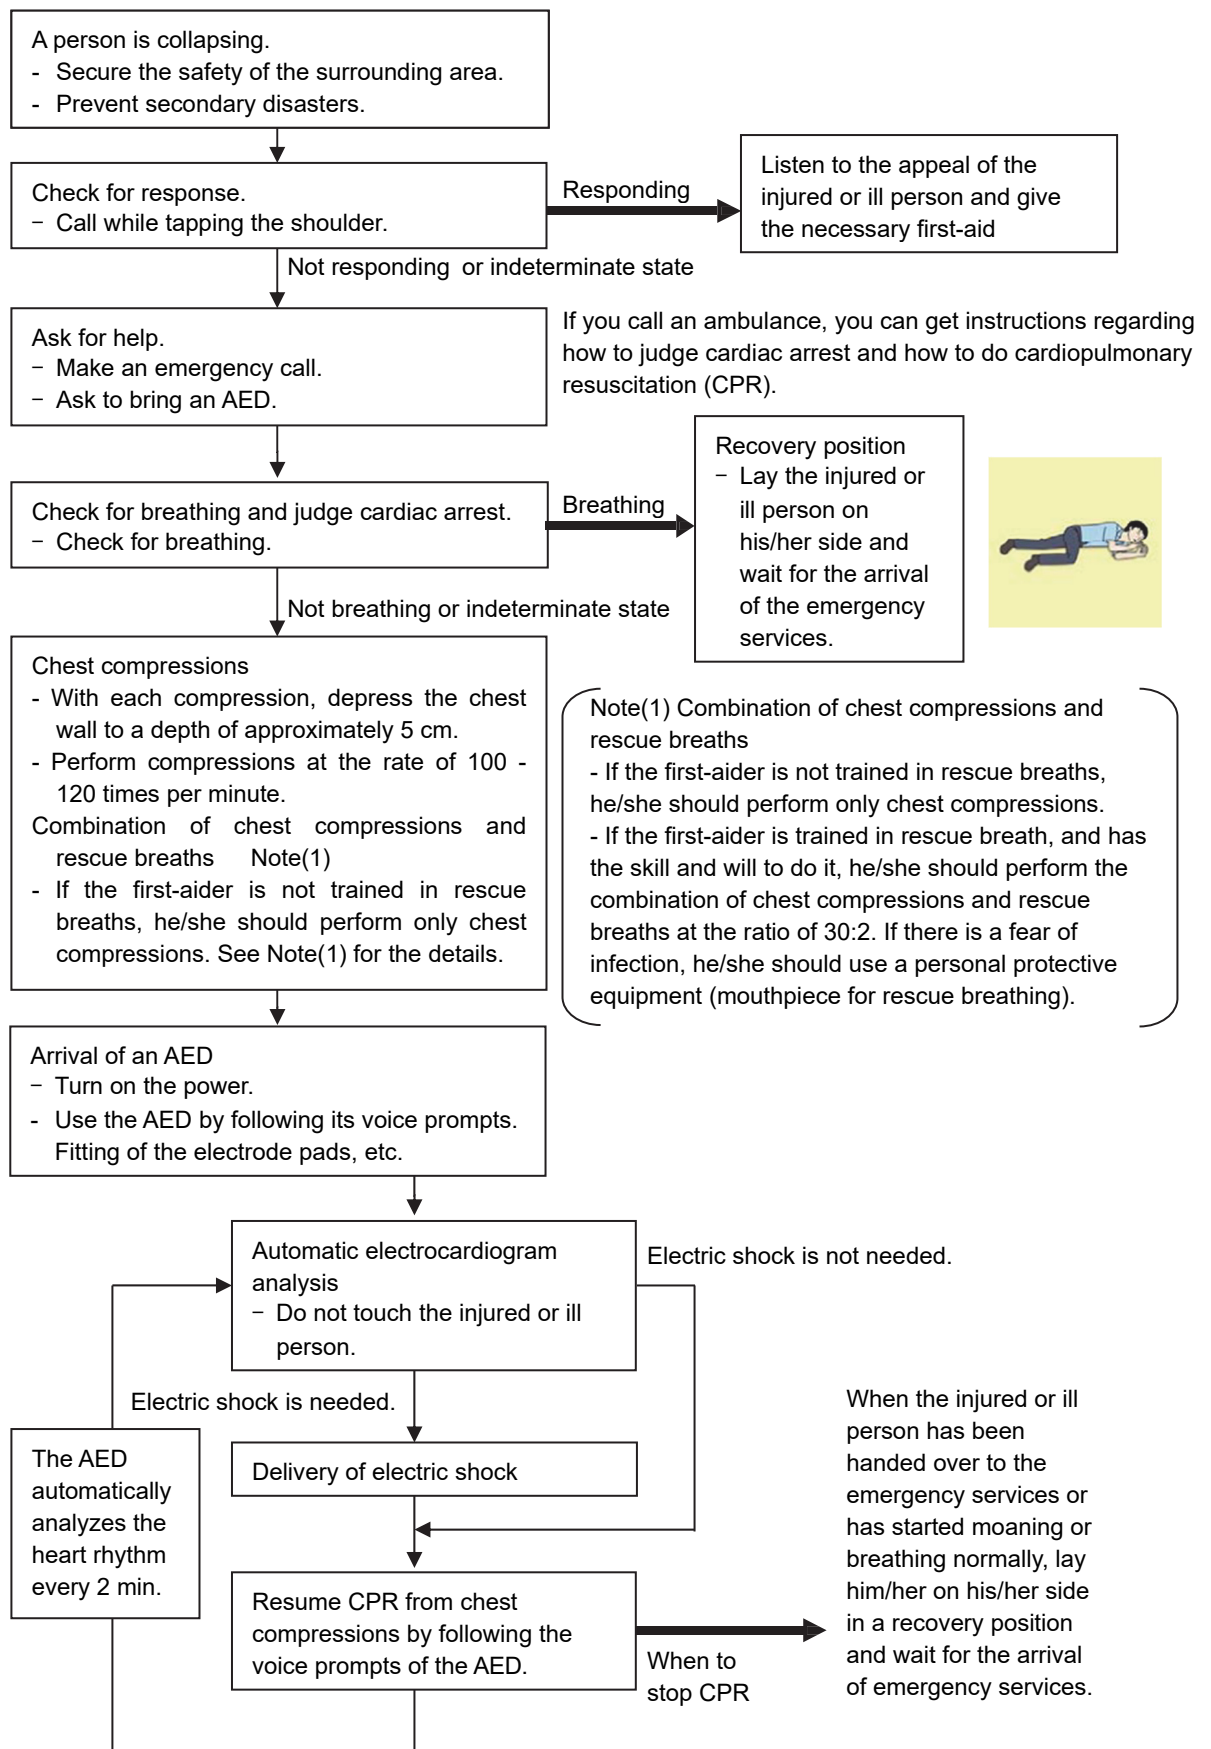 A person is collapsing.
- Secure the safety of the surrounding area.
- Prevent secondary disasters.
Check for response.
− Call while tapping the shoulder.
Responding
Listen to the appeal of the
injured or ill person and give
the necessary first-aid
Not responding or indeterminate state
Ask for help.
− Make an emergency call.
− Ask to bring an AED.
If you call an ambulance, you can get instructions regarding
how to judge cardiac arrest and how to do cardiopulmonary
resuscitation (CPR).
Check for breathing and judge cardiac arrest.
− Check for breathing.
Breathing
Recovery position
− Lay the injured or
ill person on
his/her side and
wait for the arrival
of the emergency
services.
Not breathing or indeterminate state
Chest compressions
- With each compression, depress the chest
wall to a depth of approximately 5 cm.
- Perform compressions at the rate of 100 -
120 times per minute.
Combination of chest compressions and
rescue breaths Note(1)
- If the first-aider is not trained in rescue
breaths, he/she should perform only chest
compressions. See Note(1) for the details.
Note(1) Combination of chest compressions and
rescue breaths
- If the first-aider is not trained in rescue breaths,
he/she should perform only chest compressions.
- If the first-aider is trained in rescue breath, and has
the skill and will to do it, he/she should perform the
combination of chest compressions and rescue
breaths at the ratio of 30:2. If there is a fear of
infection, he/she should use a personal protective
equipment (mouthpiece for rescue breathing).
Arrival of an AED
− Turn on the power.
- Use the AED by following its voice prompts.
Fitting of the electrode pads, etc.
Automatic electrocardiogram
analysis
− Do not touch the injured or ill
person.
Electric shock is not needed.
Electric shock is needed.
The AED
automatically
analyzes the
heart rhythm
every 2 min.
Delivery of electric shock
Resume CPR from chest
compressions by following the
voice prompts of the AED.
When to
stop CPR
When the injured or ill
person has been
handed over to the
emergency services or
has started moaning or
breathing normally, lay
him/her on his/her side
in a recovery position
and wait for the arrival
of emergency services.